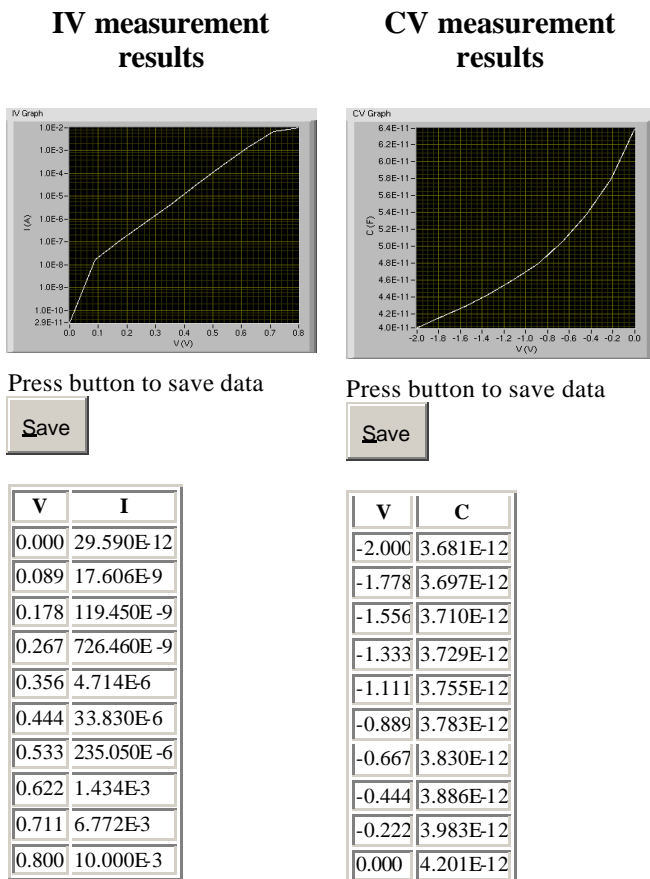 IV measurement
results
CV measurement
results
IV Graph
1.0E-2
1.0E-3
1.0E-4
1.0E-5
1.0E-6
1.0E-7
1.0E-8
1.0E-9
1.0E-10
2.9E-11
I (A)
0.0 0.1 0.2 0.3 0.4 0.5 0.6 0.7 0.8
V (V)
CV Graph
6.4E-11
6.2E-11
6.0E-11
5.8E-11
5.6E-11
5.4E-11
5.2E-11
5.0E-11
4.8E-11
4.6E-11
4.4E-11
4.2E-11
4.0E-11
C (F)
-2.0 -1.8 -1.6 -1.4 -1.2 -1.0 -0.8 -0.6 -0.4 -0.2 0.0
V (V)
Press button to save data
Save
Press button to save data
Save
V I
0.000 29.590E-12
0.089 17.606E-9
0.178 119.450E-9
0.267 726.460E-9
0.356 4.714E-6
0.444 33.830E-6
0.533 235.050E-6
0.622 1.434E-3
0.711 6.772E-3
0.800 10.000E-3
V C
-2.000 3.681E-12
-1.778 3.697E-12
-1.556 3.710E-12
-1.333 3.729E-12
-1.111 3.755E-12
-0.889 3.783E-12
-0.667 3.830E-12
-0.444 3.886E-12
-0.222 3.983E-12
0.000 4.201E-12